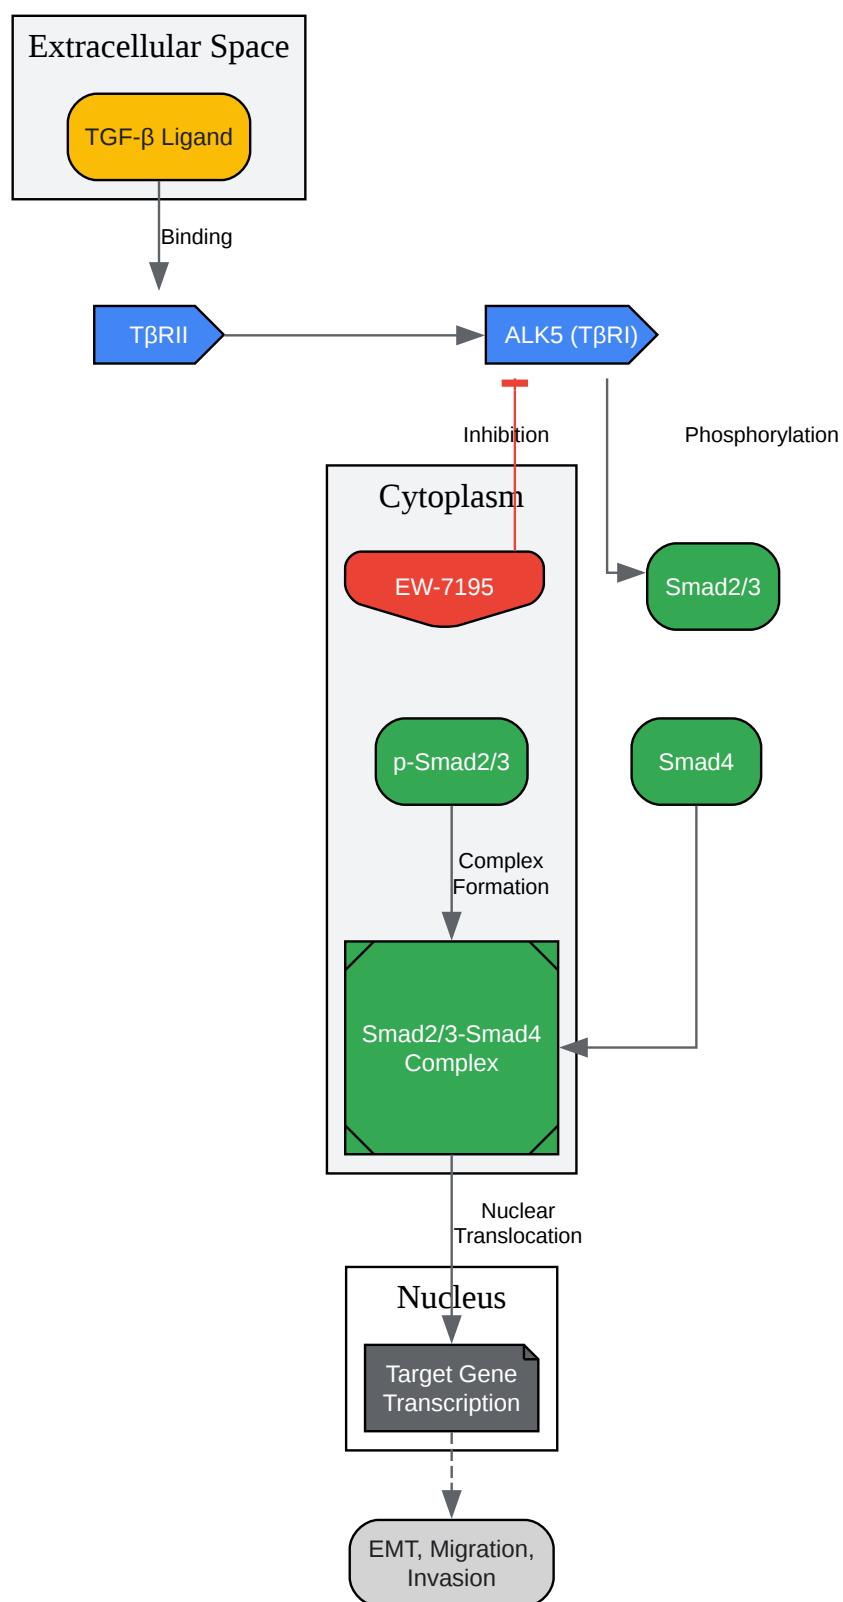 Extracellular Space
TGF-β Ligand
Binding
TβRII
ALK5 (TβRI)
Inhibition
Phosphorylation
Cytoplasm
EW-7195
Smad2/3
p-Smad2/3
Smad4
Complex
Formation
Smad2/3-Smad4
Complex
Nuclear
Translocation
Nucleus
Target Gene
Transcription
EMT, Migration,
Invasion